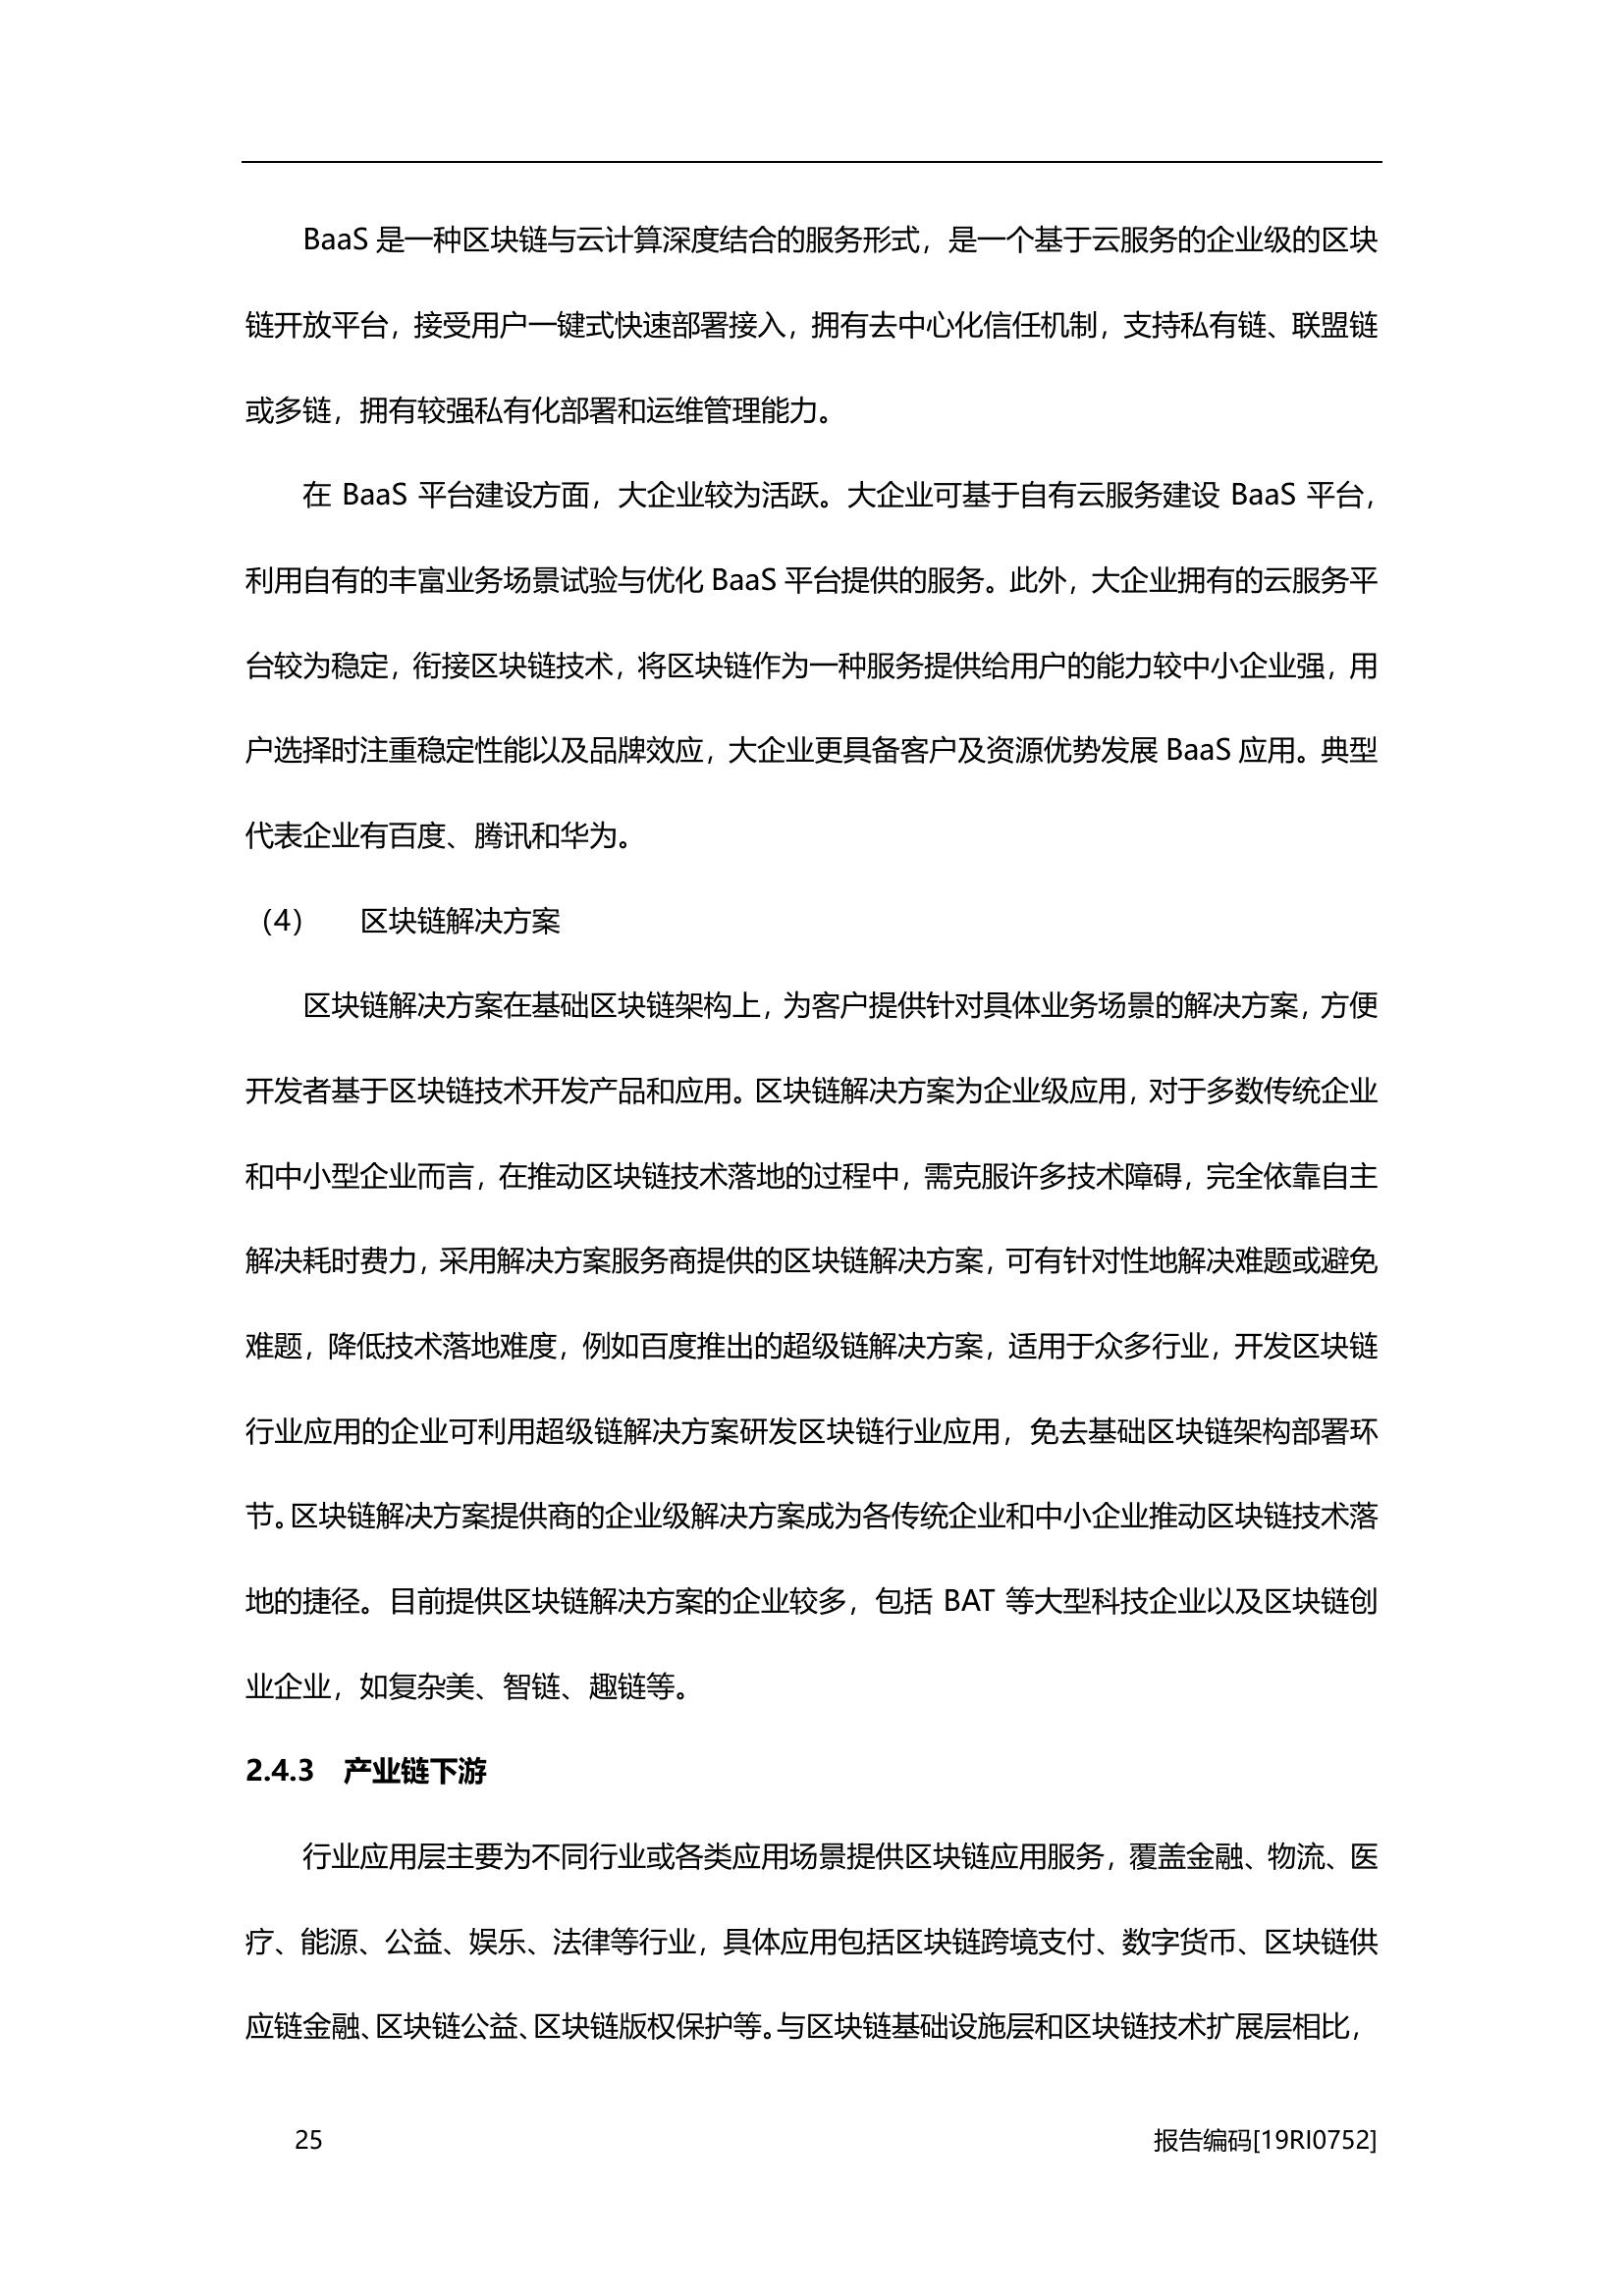 BaaS 是一种区块链与云计算深度结合的服务形式，是一个基于云服务的企业级的区块
链开放平台，接受用户一键式快速部署接入，拥有去中心化信任机制，支持私有链、联盟链
或多链，拥有较强私有化部署和运维管理能力。
在 BaaS 平台建设方面，大企业较为活跃。大企业可基于自有云服务建设 BaaS 平台，
利用自有的丰富业务场景试验与优化 BaaS 平台提供的服务。此外，大企业拥有的云服务平
台较为稳定，衔接区块链技术，将区块链作为一种服务提供给用户的能力较中小企业强，用
户选择时注重稳定性能以及品牌效应，大企业更具备客户及资源优势发展 BaaS 应用。典型
代表企业有百度、腾讯和华为。
（4） 区块链解决方案
区块链解决方案在基础区块链架构上，为客户提供针对具体业务场景的解决方案，方便
开发者基于区块链技术开发产品和应用。区块链解决方案为企业级应用，对于多数传统企业
和中小型企业而言，在推动区块链技术落地的过程中，需克服许多技术障碍，完全依靠自主
解决耗时费力，采用解决方案服务商提供的区块链解决方案，可有针对性地解决难题或避免
难题，降低技术落地难度，例如百度推出的超级链解决方案，适用于众多行业，开发区块链
行业应用的企业可利用超级链解决方案研发区块链行业应用，免去基础区块链架构部署环
节。区块链解决方案提供商的企业级解决方案成为各传统企业和中小企业推动区块链技术落
地的捷径。目前提供区块链解决方案的企业较多，包括 BAT 等大型科技企业以及区块链创
业企业，如复杂美、智链、趣链等。
2.4.3 产业链下游
行业应用层主要为不同行业或各类应用场景提供区块链应用服务，覆盖金融、物流、医
疗、能源、公益、娱乐、法律等行业，具体应用包括区块链跨境支付、数字货币、区块链供
应链金融、区块链公益、区块链版权保护等。与区块链基础设施层和区块链技术扩展层相比，
25 报告编码[19RI0752]